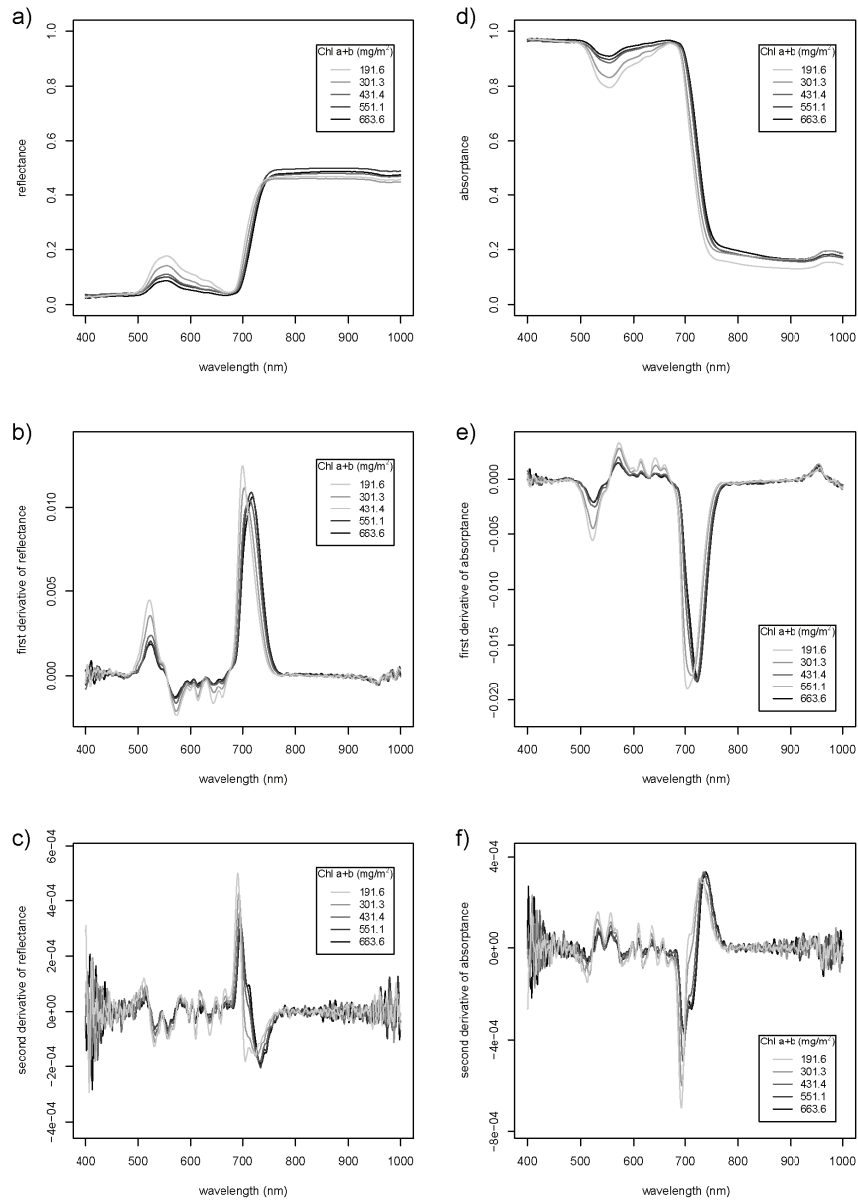 a)
reflectance
1.0
0.8
0.6
0.4
0.2
0.0
Chl a+b (mg/m²)
191.6
301.3
431.4
551.1
663.6
400 500 600 700 800 900 1000
wavelength (nm)
d)
absorptance
1.0
0.8
0.6
0.4
0.2
0.0
Chl a+b (mg/m²)
191.6
301.3
431.4
551.1
663.6
400 500 600 700 800 900 1000
wavelength (nm)
b)
first derivative of reflectance
0.010
0.005
0.000
Chl a+b (mg/m²)
191.6
301.3
431.4
551.1
663.6
400 500 600 700 800 900 1000
wavelength (nm)
e)
first derivative of absorptance
0.000
−0.005
−0.010
−0.015
−0.020
Chl a+b (mg/m²)
191.6
301.3
431.4
551.1
663.6
400 500 600 700 800 900 1000
wavelength (nm)
c)
second derivative of reflectance
6e−04
4e−04
2e−04
0e+00
−2e−04
−4e−04
Chl a+b (mg/m²)
191.6
301.3
431.4
551.1
663.6
400 500 600 700 800 900 1000
wavelength (nm)
f)
second derivative of absorptance
4e−04
0e+00
−4e−04
−8e−04
Chl a+b (mg/m²)
191.6
301.3
431.4
551.1
663.6
400 500 600 700 800 900 1000
wavelength (nm)